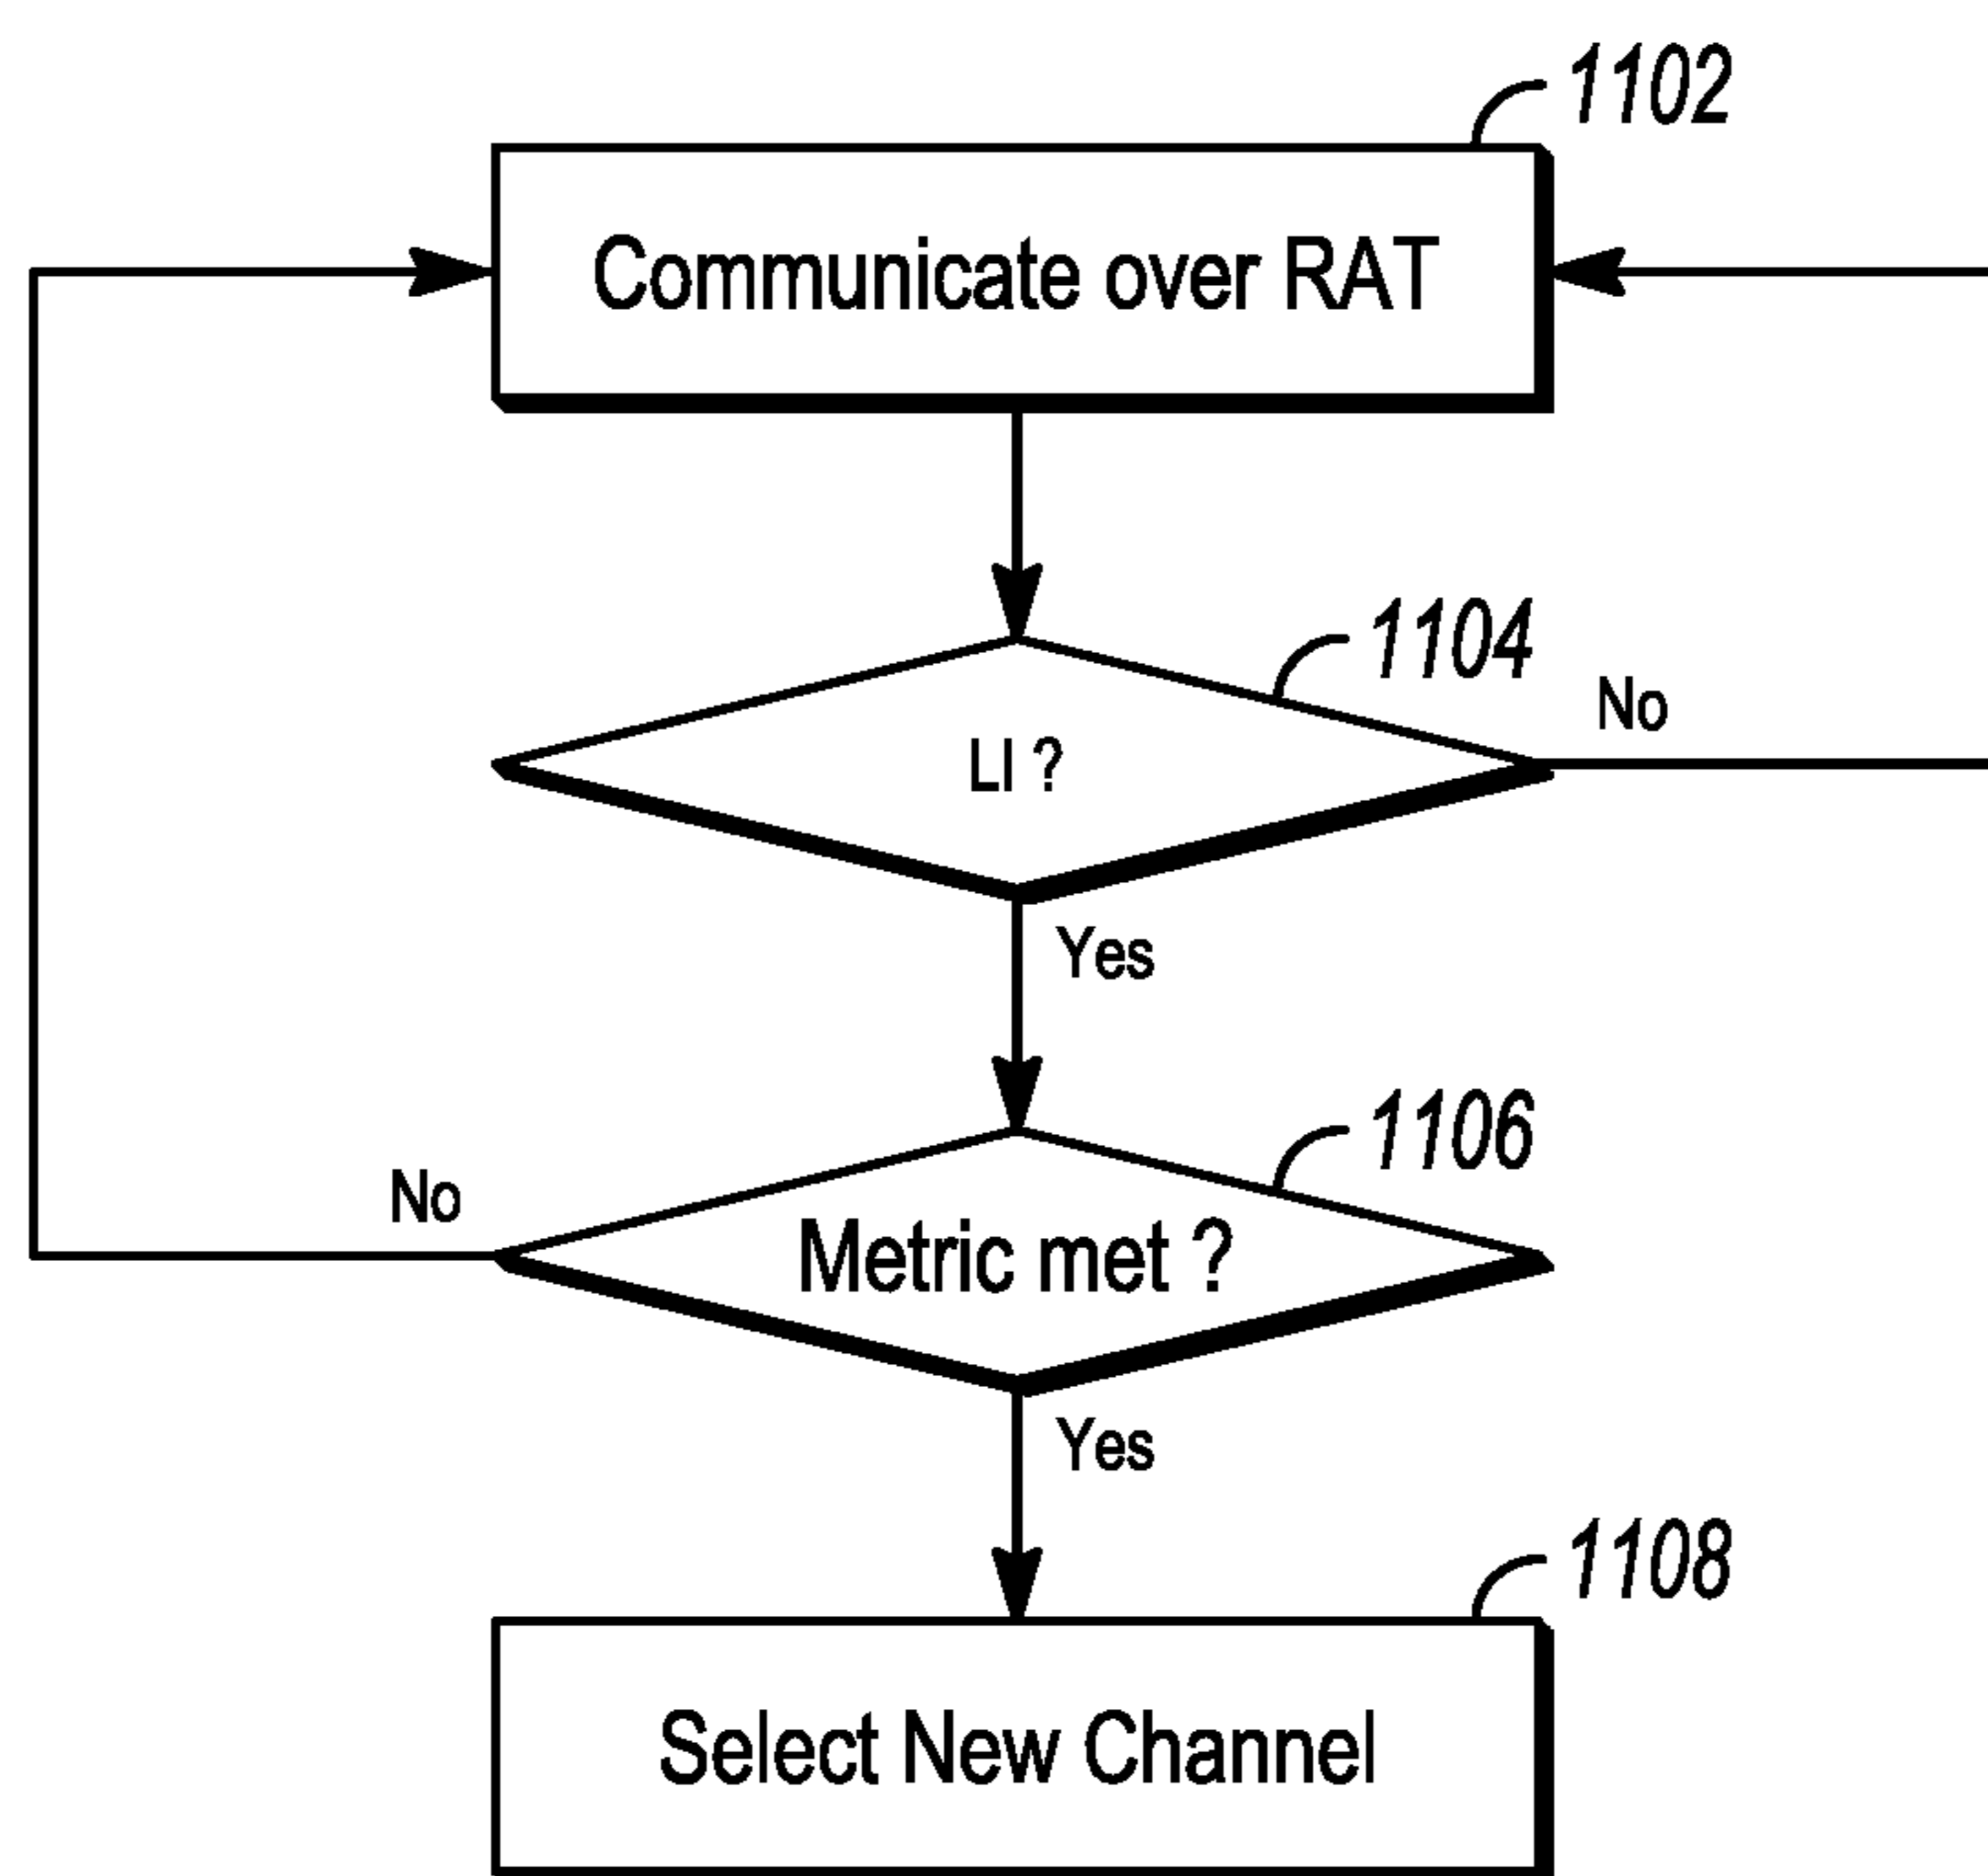 1102
Communicate over RAT
1104
No
LI ?
Yes
1106
No
Metric met ?
Yes
1108
Select New Channel